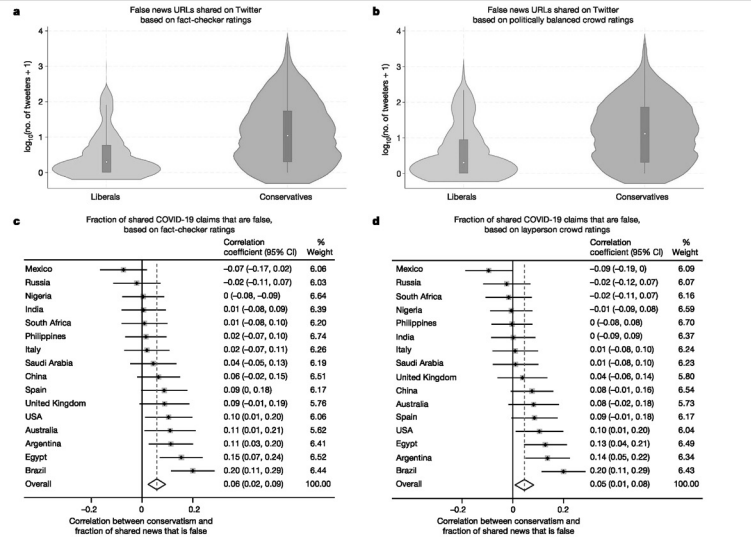 a
False news URLs shared on Twitter
based on fact-checker ratings
log10(no. of tweeters + 1)
4
3
2
1
0
Liberals
Conservatives
b
False news URLs shared on Twitter
based on politically balanced crowd ratings
log10(no. of tweeters + 1)
4
3
2
1
0
Liberals
Conservatives
c
Fraction of shared COVID-19 claims that are false,
based on fact-checker ratings
Correlation %
coefficient (95% CI) Weight
Mexico –0.07 (–0.17, 0.02) 6.06
Russia –0.02 (–0.11, 0.07) 6.03
Nigeria 0 (–0.08, –0.09) 6.64
India 0.01 (–0.08, 0.09) 6.39
South Africa 0.01 (–0.08, 0.10) 6.20
Philippines 0.02 (–0.07, 0.10) 6.74
Italy 0.02 (–0.07, 0.11) 6.26
Saudi Arabia 0.04 (–0.05, 0.13) 6.19
China 0.06 (–0.02, 0.15) 6.51
Spain 0.09 (0, 0.18) 6.17
United Kingdom 0.09 (–0.01, 0.19) 5.76
USA 0.10 (0.01, 0.20) 6.06
Australia 0.11 (0.01, 0.21) 5.62
Argentina 0.11 (0.03, 0.20) 6.41
Egypt 0.15 (0.07, 0.24) 6.52
Brazil 0.20 (0.11, 0.29) 6.44
Overall 0.06 (0.02, 0.09) 100.00
–0.2 0 0.2
Correlation between conservatism and
fraction of shared news that is false
d
Fraction of shared COVID-19 claims that are false,
based on layperson crowd ratings
Correlation %
coefficient (95% CI) Weight
Mexico –0.09 (–0.19, 0) 6.09
Russia –0.02 (–0.12, 0.07) 6.07
South Africa –0.02 (–0.11, 0.07) 6.16
Nigeria –0.01 (–0.09, 0.08) 6.59
Philippines 0 (–0.08, 0.08) 6.70
India 0 (–0.09, 0.09) 6.37
Italy 0.01 (–0.08, 0.10) 6.24
Saudi Arabia 0.01 (–0.08, 0.10) 6.23
United Kingdom 0.04 (–0.06, 0.14) 5.80
China 0.08 (–0.01, 0.16) 6.54
Australia 0.08 (–0.02, 0.18) 5.73
Spain 0.09 (–0.01, 0.18) 6.17
USA 0.10 (0.01, 0.20) 6.04
Egypt 0.13 (0.04, 0.21) 6.49
Argentina 0.14 (0.05, 0.22) 6.34
Brazil 0.20 (0.11, 0.29) 6.43
Overall 0.05 (0.01, 0.08) 100.00
–0.2 0 0.2
Correlation between conservatism and
fraction of shared news that is false